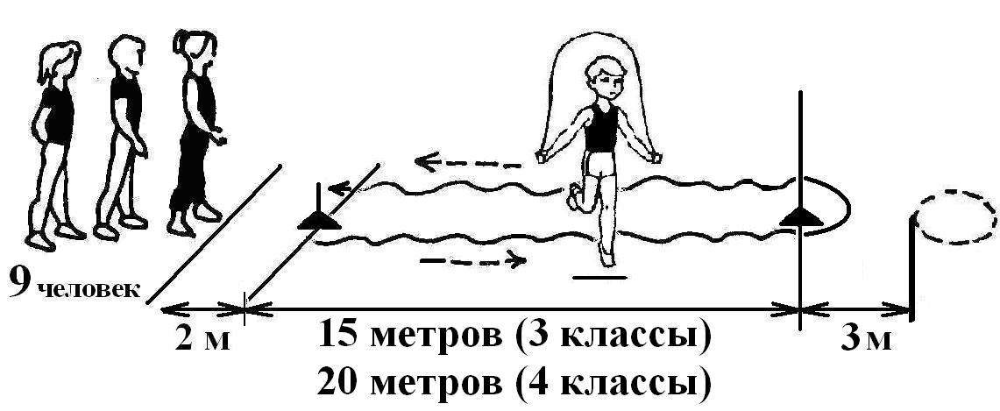 9 человек
2 м
15 метров (3 классы)
3 м
20 метров (4 классы)